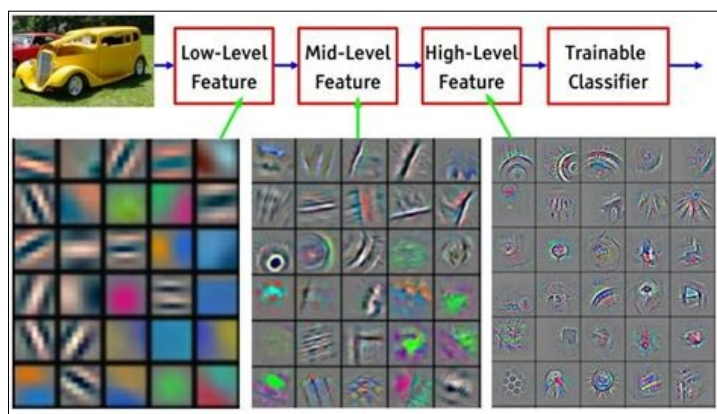 Low-Level
Feature
Mid-Level
Feature
High-Level
Feature
Trainable
Classifier